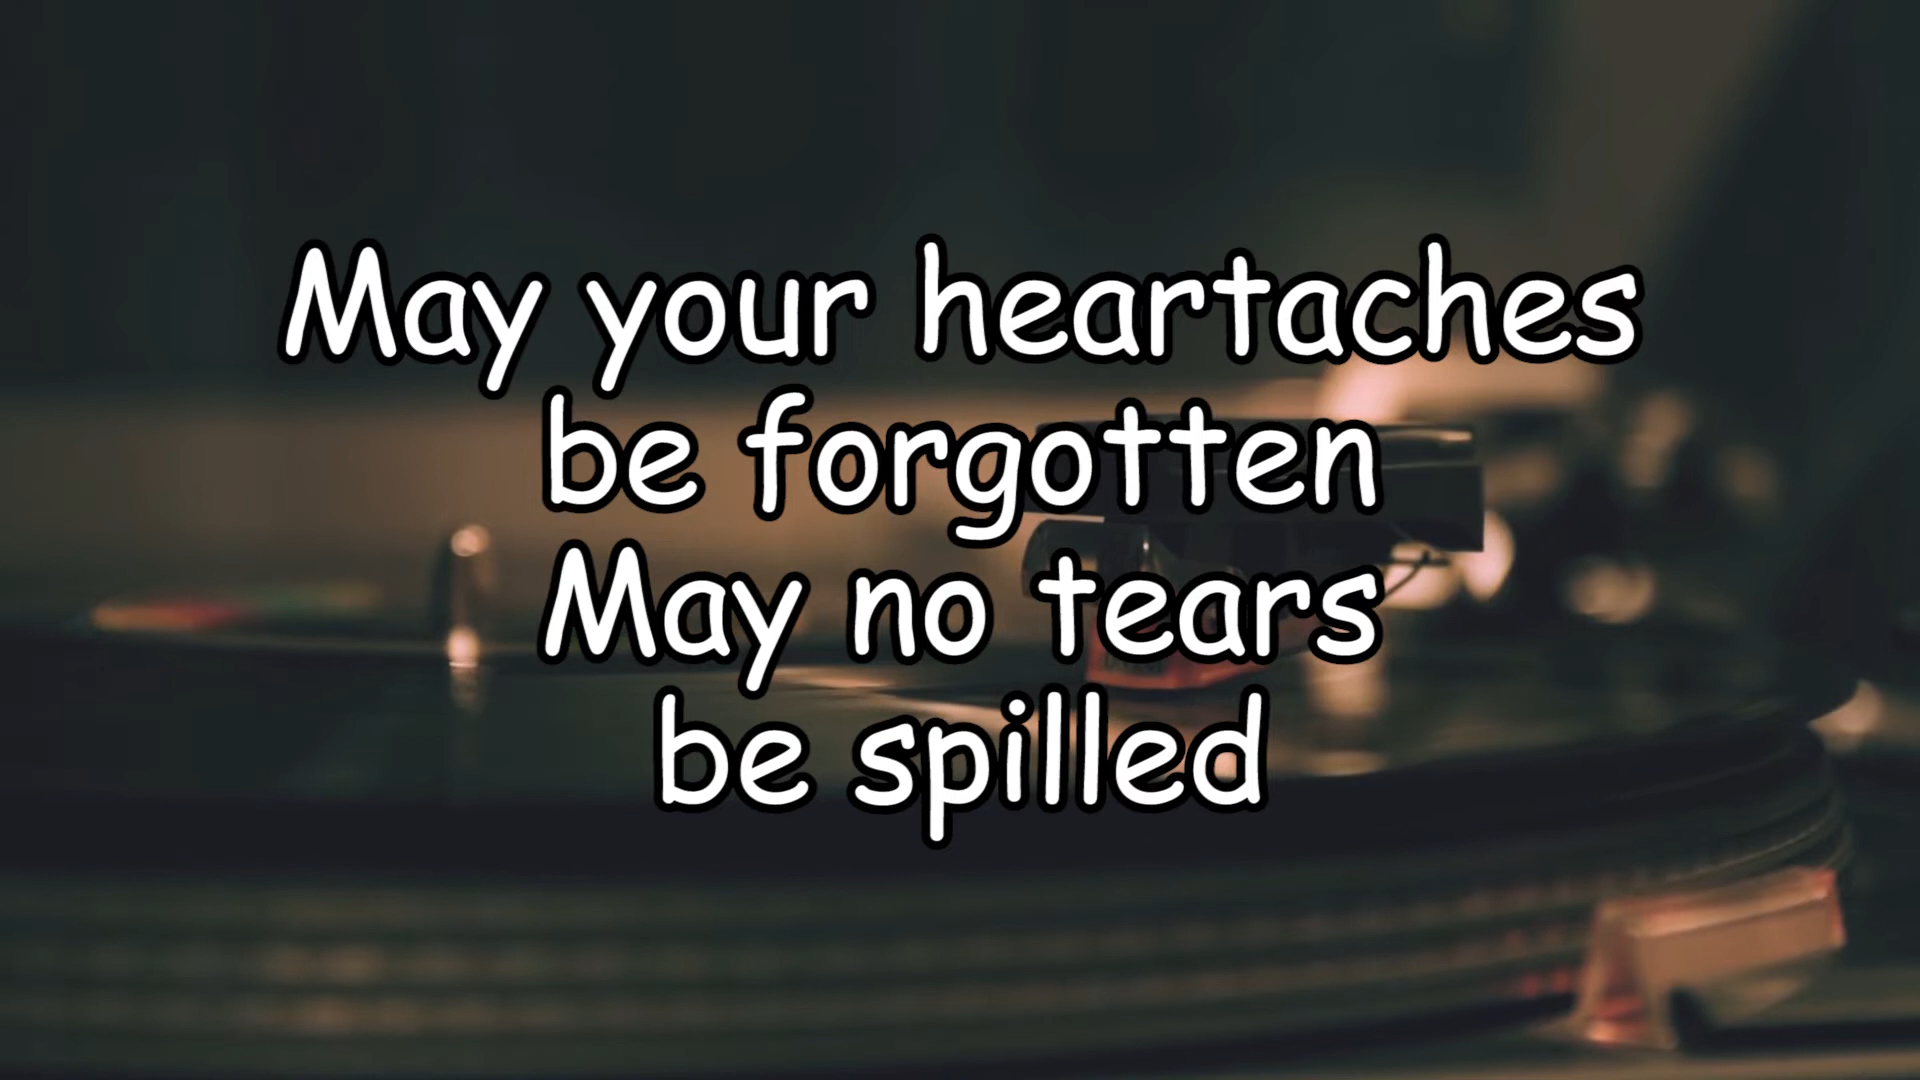 May your heartaches
be forgotten
May no tears
be spilled